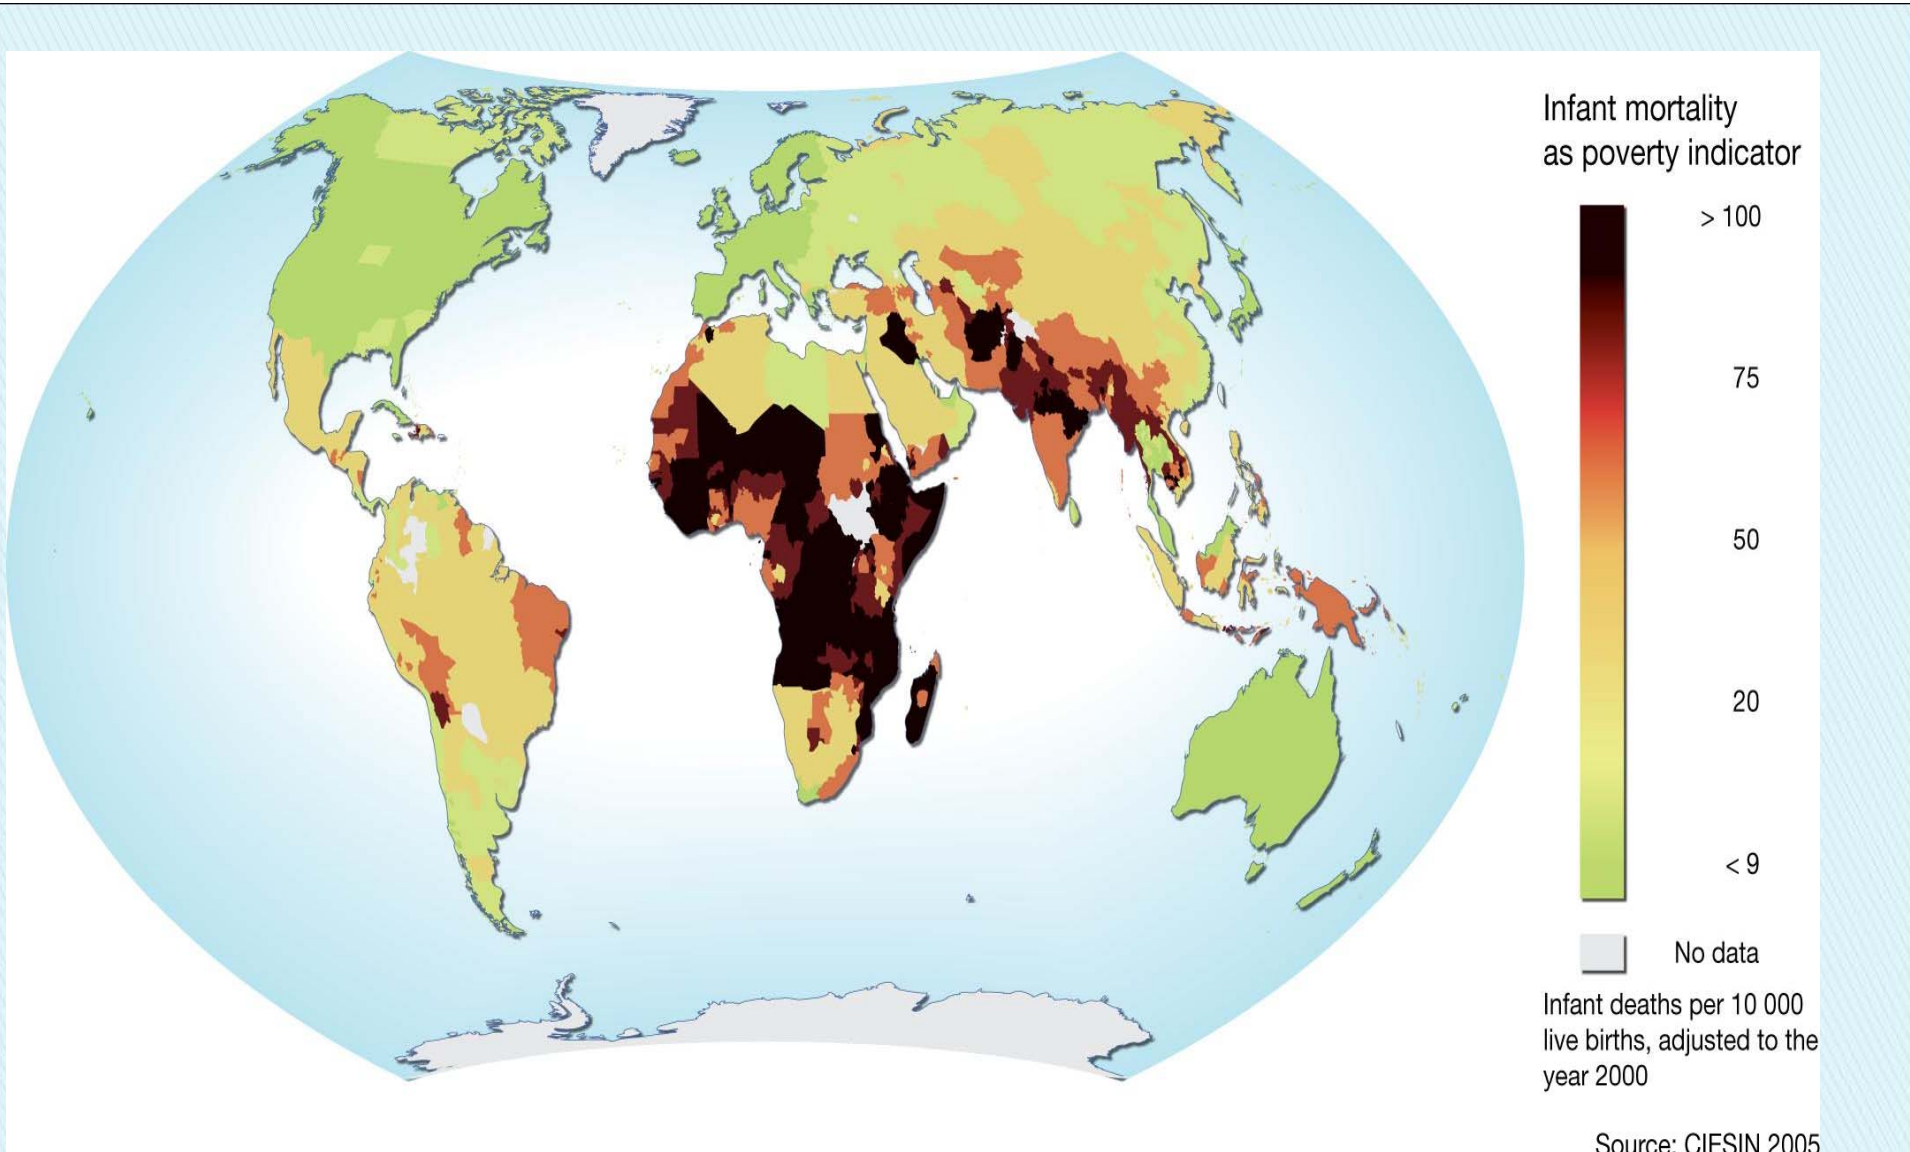 Infant mortality
as poverty indicator
> 100
75
50
20
< 9
No data
Infant deaths per 10 000
live births, adjusted to the
year 2000
Source: CIESIN 2005